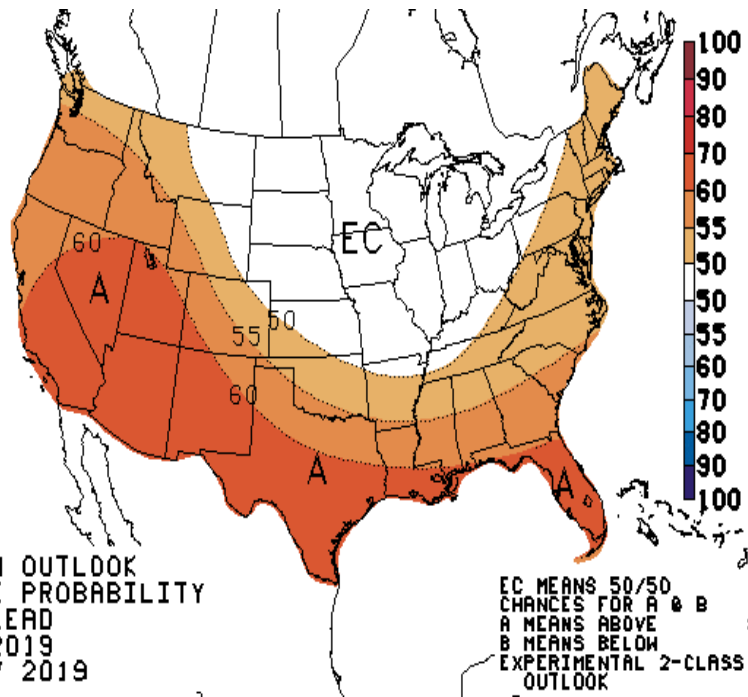 100
90
80
70
60
55
50
50
55
60
70
80
90
100
EC
60
A
50
55
60
A
A
OUTLOOK
PROBABILITY
LEAD
2019
2019
EC MEANS 50/50
CHANCES FOR A & B
A MEANS ABOVE
B MEANS BELOW
EXPERIMENTAL 2-CLASS
OUTLOOK